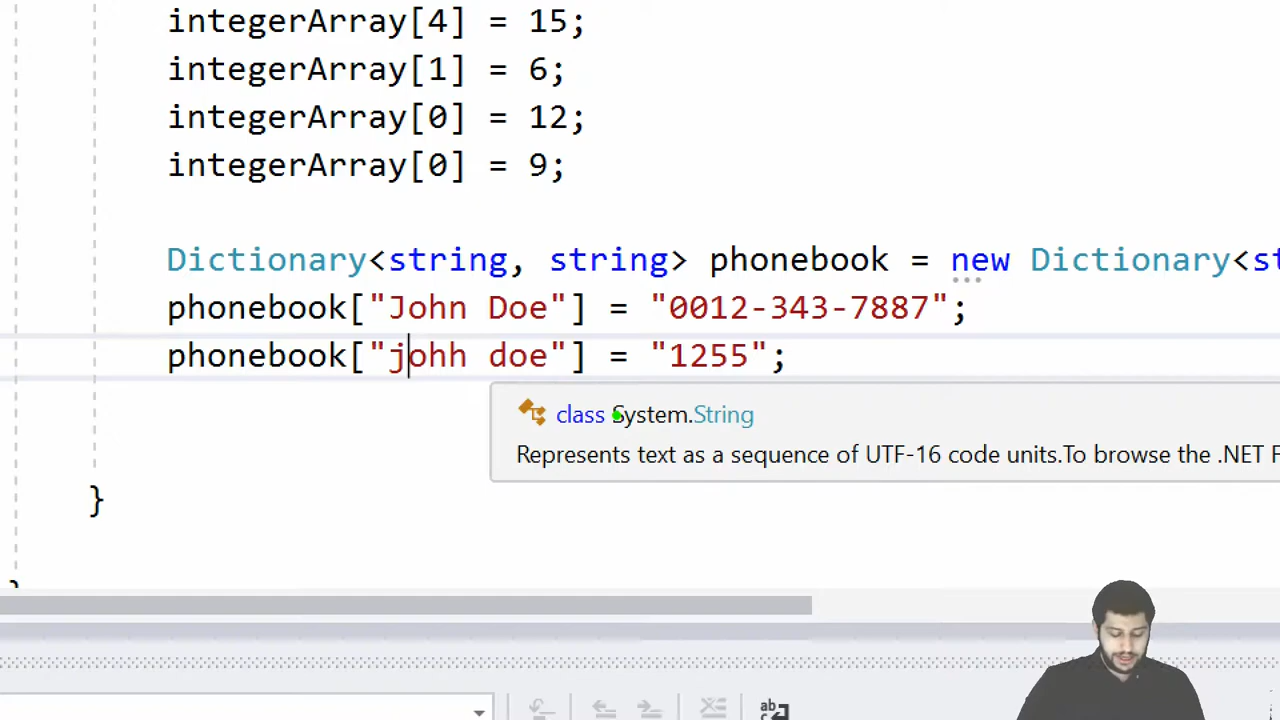 integerArray[4] = 15;
integerArray[1] = 6;
integerArray[0] = 12;
integerArray[0] = 9;
Dictionary<string, string> phonebook = new Dictionary<st
phonebook["John Doe"] = "0012-343-7887";
phonebook["johh doe"] = "1255";
class System.String
Represents text as a sequence of UTF-16 code units.To browse the .NET F
}
}